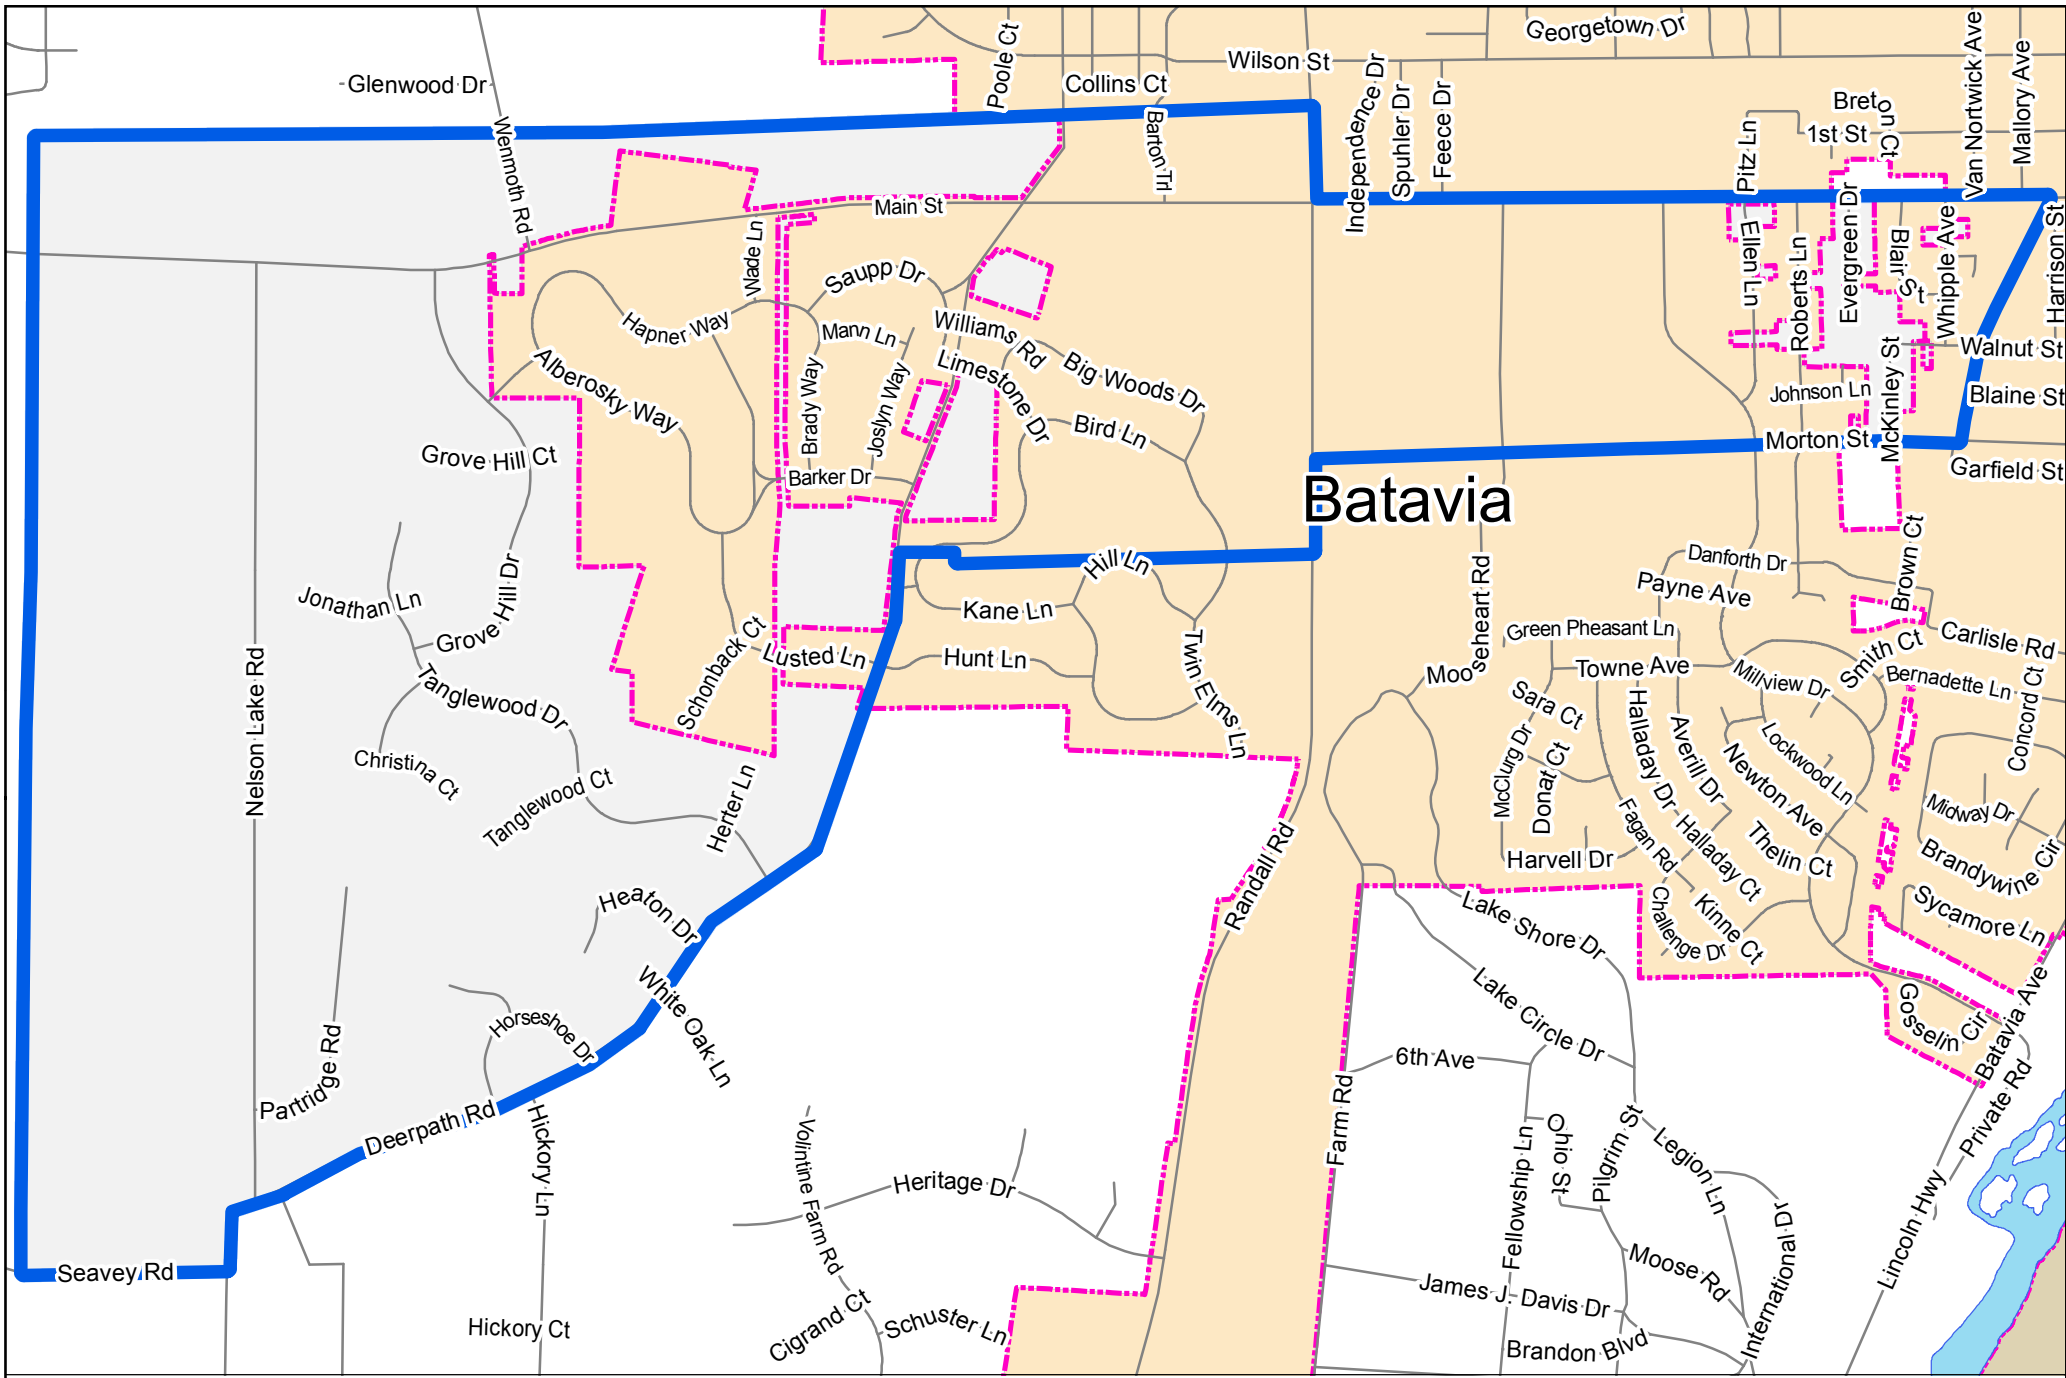 Georgetown Dr
Poole Ct
Wilson St
Collins Ct
Glenwood Dr
Wenmoth Rd
Barton Trl
Independence Dr
Spuhler Dr
Feece Dr
Pitz Ln
Breton Ct
1st St
Van Nortwick Ave
Mallory Ave
Main St
Wade Ln
Saupp Dr
Hapner Way
Mann Ln
Williams Rd
Limestone Dr
Big Woods Dr
Bird Ln
Alberosky Way
Brady Way
Joslyn Way
Barker Dr
Ellen Ln
Roberts Ln
Evergreen Dr
Blair St
Whipple Ave
Harrison St
Walnut St
McKinley St
Johnson Ln
Blaine St
Morton St
Garfield St
Grove Hill Ct
Batavia
Jonathan Ln
Grove Hill Dr
Hill Ln
Kane Ln
Hunt Ln
Twin Elms Ln
Mooseheart Rd
Danforth Dr
Payne Ave
Brown Ct
Green Pheasant Ln
Carlisle Rd
Towne Ave
Millview Dr
Smith Ct
Bernadette Ln
Concord Ct
Nelson Lake Rd
Tanglewood Dr
Schonback Ct
Lusted Ln
Christina Ct
Tanglewood Ct
Herter Ln
Sara Ct
McClurg Dr
Donat Ct
Halladay Dr
Averill Dr
Lockwood Ln
Newton Ave
Midway Dr
Brandywine Cir
Harvell Dr
Fagan Rd
Halladay Ct
Thelin Ct
Sycamore Ln
Challenge Dr
Kinne Ct
Randall Rd
Heaton Dr
White Oak Ln
Horseshoe Dr
Lake Shore Dr
Lake Circle Dr
Gosselin Cir
Batavia Ave
Private Rd
Partridge Rd
Deerpath Rd
Hickory Ln
6th Ave
Farm Rd
Ohio St
Pilgrim St
Legion Ln
Fellowship Ln
Volintine Farm Rd
Heritage Dr
Lincoln Hwy
Seavey Rd
Moose Rd
International Dr
James J. Davis Dr
Hickory Ct
Cigrand Ct
Schuster Ln
Brandon Blvd